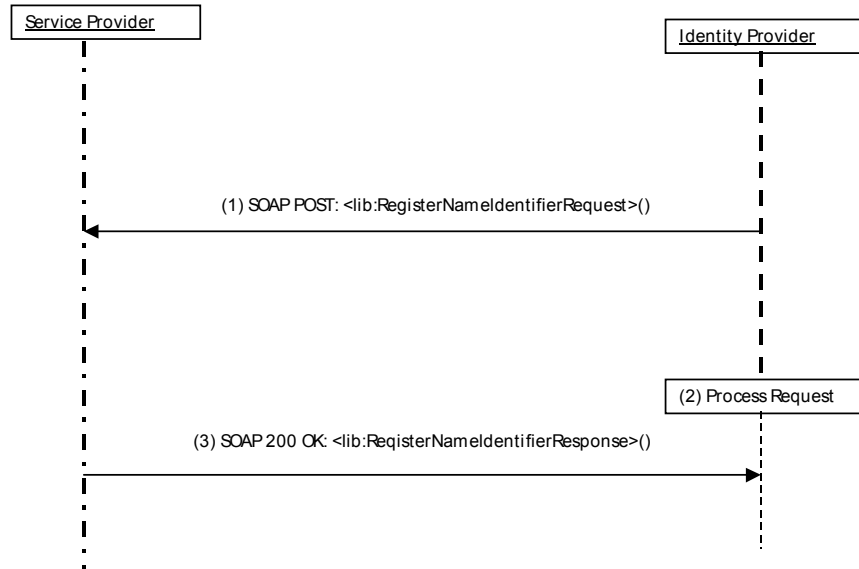 Service Provider
Identity Provider
(1) SOAP POST: <lib:RegisterNameIdentifierRequest>()
(2) Process Request
(3) SOAP 200 OK: <lib:RegisterNameIdentifierResponse>()